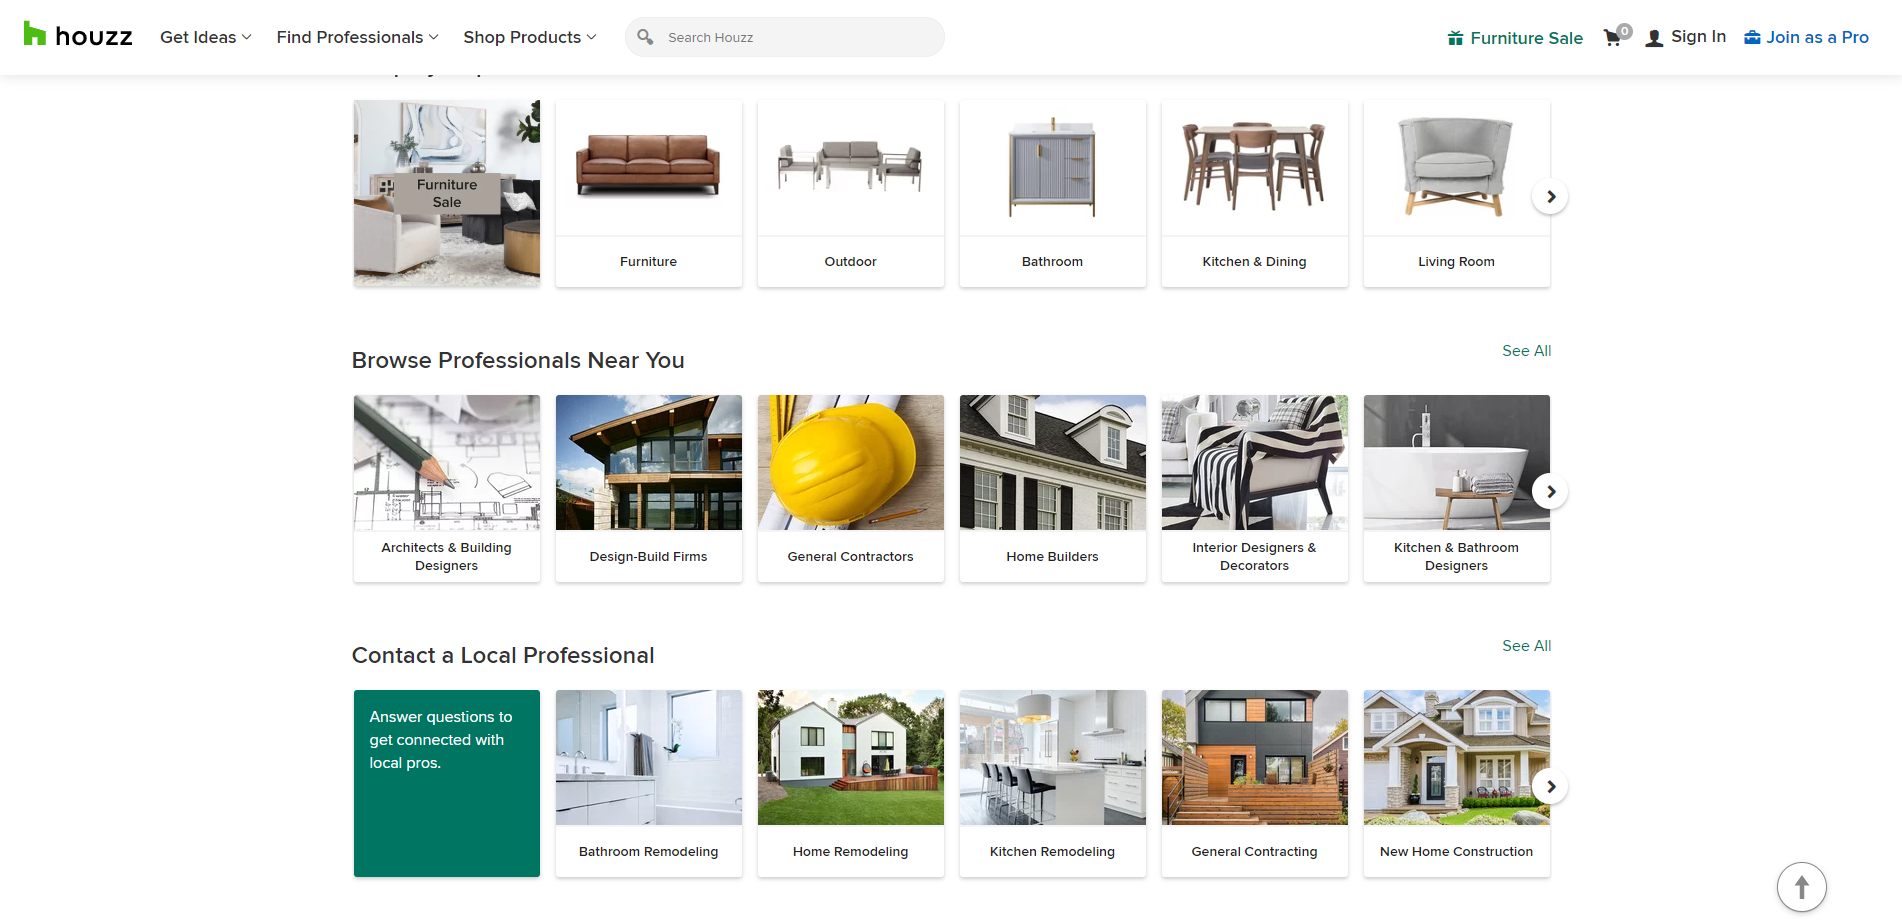 houzz
Get Ideas
Find Professionals
Shop Products
Search Houzz
Furniture Sale
0
Sign In
Join as a Pro
Furniture
Sale
Furniture
Outdoor
Bathroom
Kitchen & Dining
Living Room
Browse Professionals Near You
See All
Architects & Building
Designers
Design-Build Firms
General Contractors
Home Builders
Interior Designers &
Decorators
Kitchen & Bathroom
Designers
Contact a Local Professional
See All
Answer questions to
get connected with
local pros.
Bathroom Remodeling
Home Remodeling
Kitchen Remodeling
General Contracting
New Home Construction